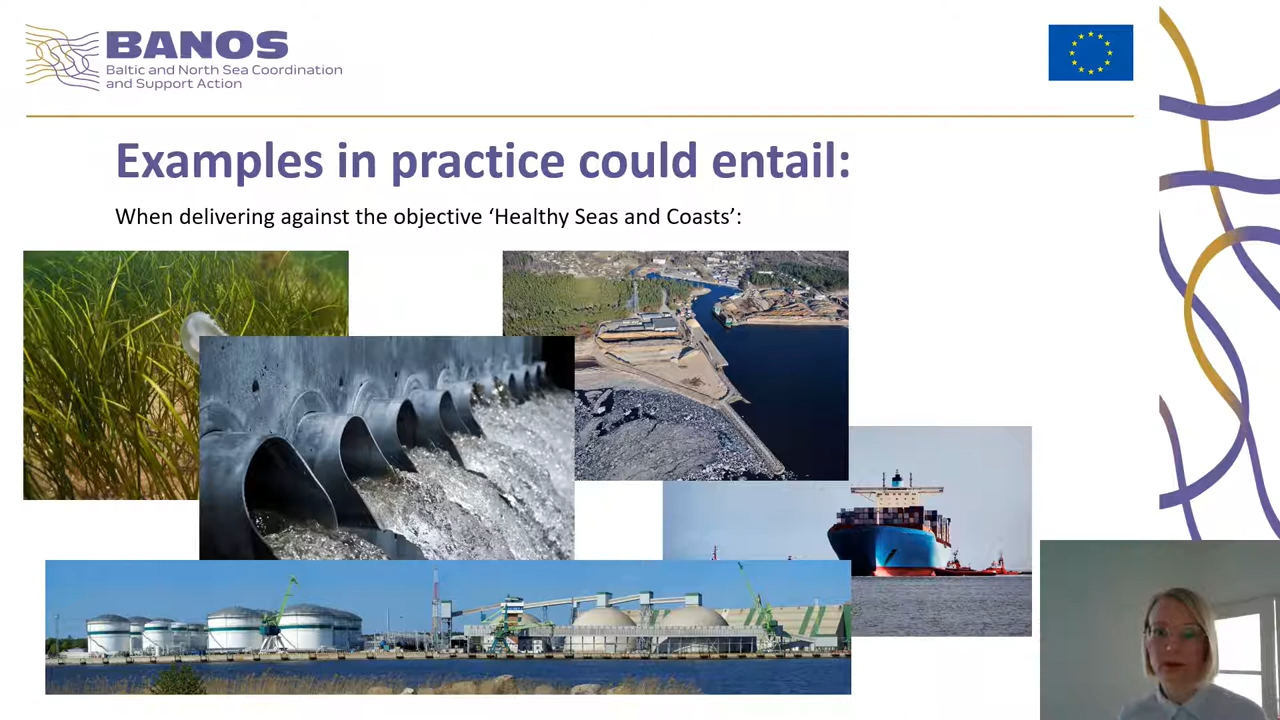 BANOS
Baltic and North Sea Coordination
and Support Action
Examples in practice could entail:
When delivering against the objective ‘Healthy Seas and Coasts’: